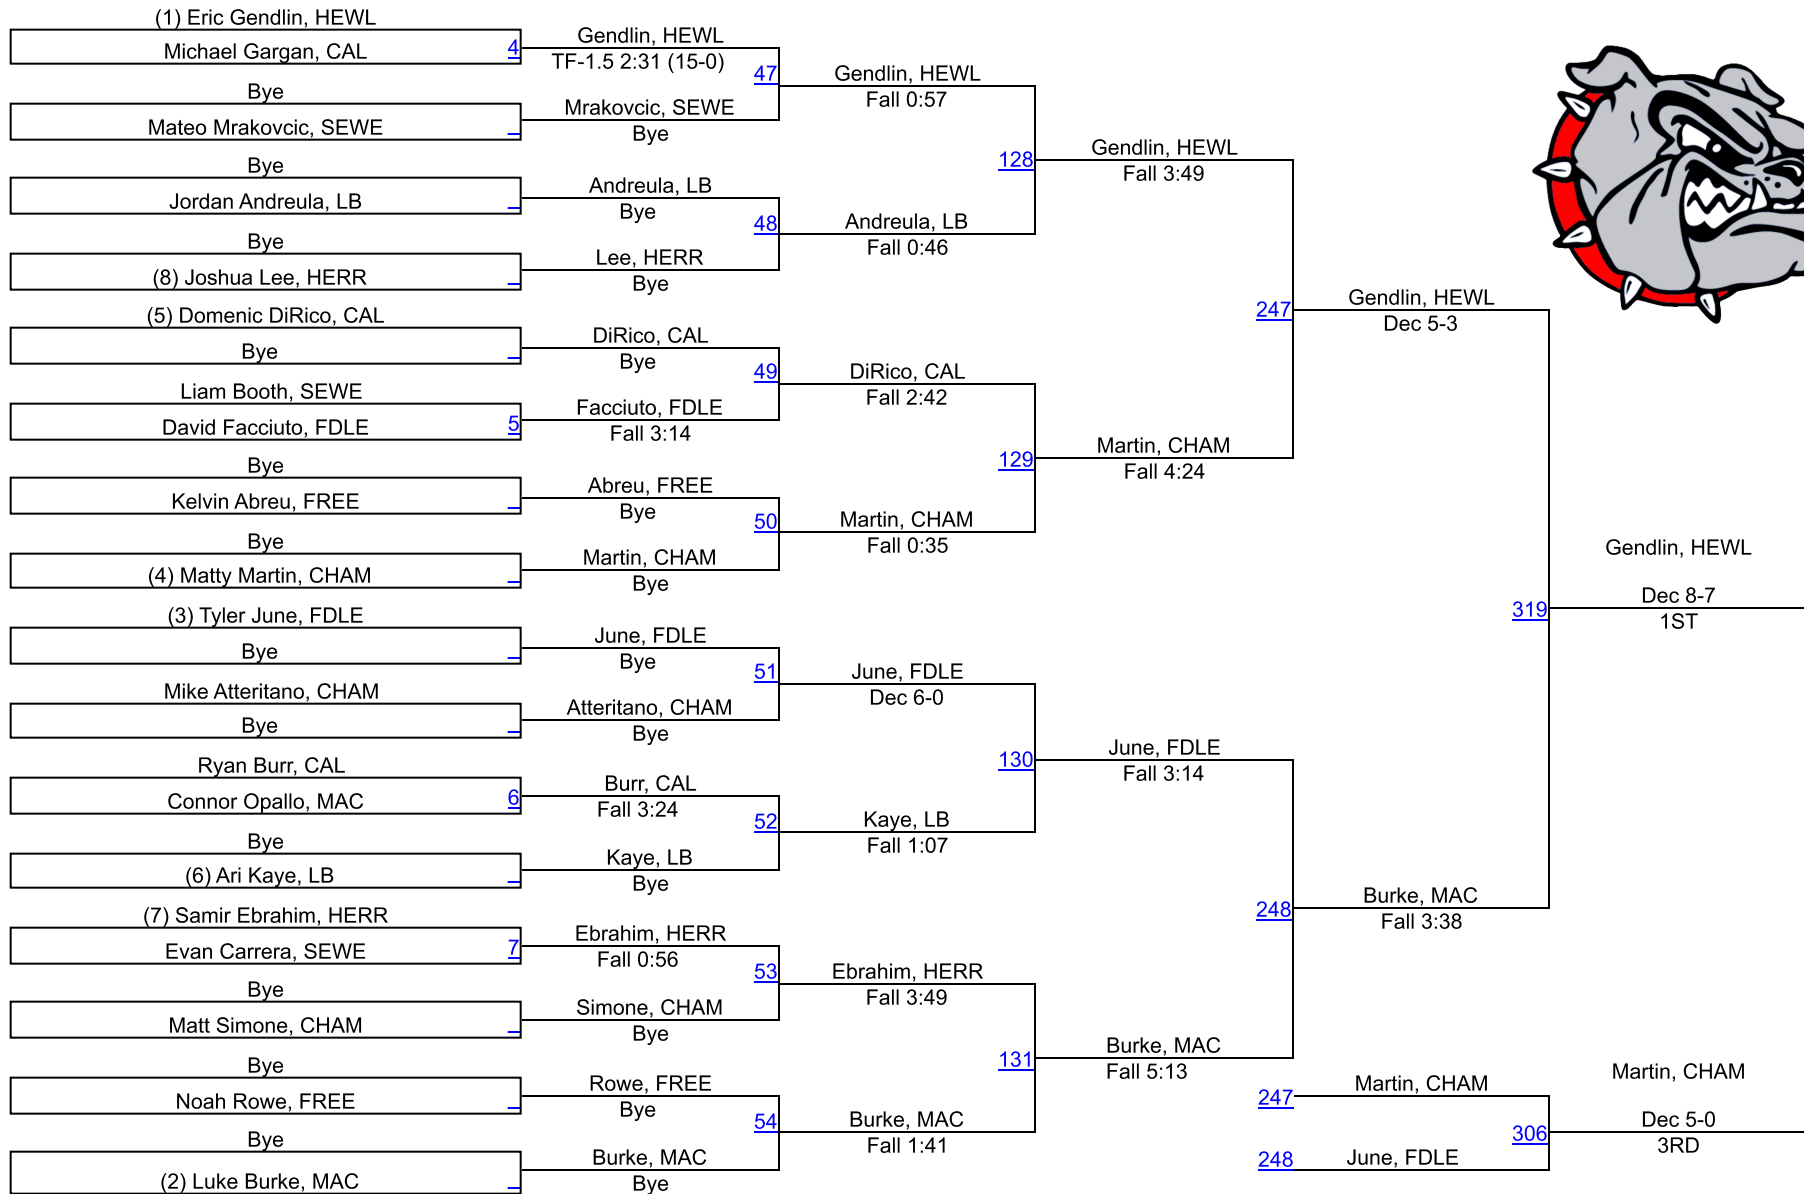 (1) Eric Gendlin, HEWL
Michael Gargan, CAL 4
Bye
Mateo Mrakovcic, SEWE
Bye
Jordan Andreula, LB
Bye
(8) Joshua Lee, HERR
(5) Domenic DiRico, CAL
Bye
Liam Booth, SEWE
David Facciuto, FDLE 5
Bye
Kelvin Abreu, FREE
Bye
(4) Matty Martin, CHAM
(3) Tyler June, FDLE
Bye
Mike Atteritano, CHAM
Bye
Ryan Burr, CAL
Connor Opallo, MAC 6
Bye
(6) Ari Kaye, LB
(7) Samir Ebrahim, HERR
Evan Carrera, SEWE 7
Bye
Matt Simone, CHAM
Bye
Noah Rowe, FREE
Bye
(2) Luke Burke, MAC
Gendlin, HEWL
TF-1.5 2:31 (15-0)
47
Mrakovcic, SEWE
Bye
Andreula, LB
Bye
48
Lee, HERR
Bye
DiRico, CAL
Bye
49
Facciuto, FDLE
Fall 3:14
Abreu, FREE
Bye
50
Martin, CHAM
Bye
June, FDLE
Bye
51
Atteritano, CHAM
Bye
Burr, CAL
Fall 3:24
52
Kaye, LB
Bye
Ebrahim, HERR
Fall 0:56
53
Simone, CHAM
Bye
Rowe, FREE
Bye
54
Burke, MAC
Bye
Gendlin, HEWL
Fall 0:57
128
Andreula, LB
Fall 0:46
DiRico, CAL
Fall 2:42
129
Martin, CHAM
Fall 0:35
June, FDLE
Dec 6-0
130
Kaye, LB
Fall 1:07
Ebrahim, HERR
Fall 3:49
131
Burke, MAC
Fall 1:41
Gendlin, HEWL
Fall 3:49
247
Martin, CHAM
Fall 4:24
June, FDLE
Fall 3:14
248
Burke, MAC
Fall 5:13
Gendlin, HEWL
Dec 5-3
319
Burke, MAC
Fall 3:38
Gendlin, HEWL
Dec 8-7
1ST
247 Martin, CHAM
306
248 June, FDLE
Martin, CHAM
Dec 5-0
3RD